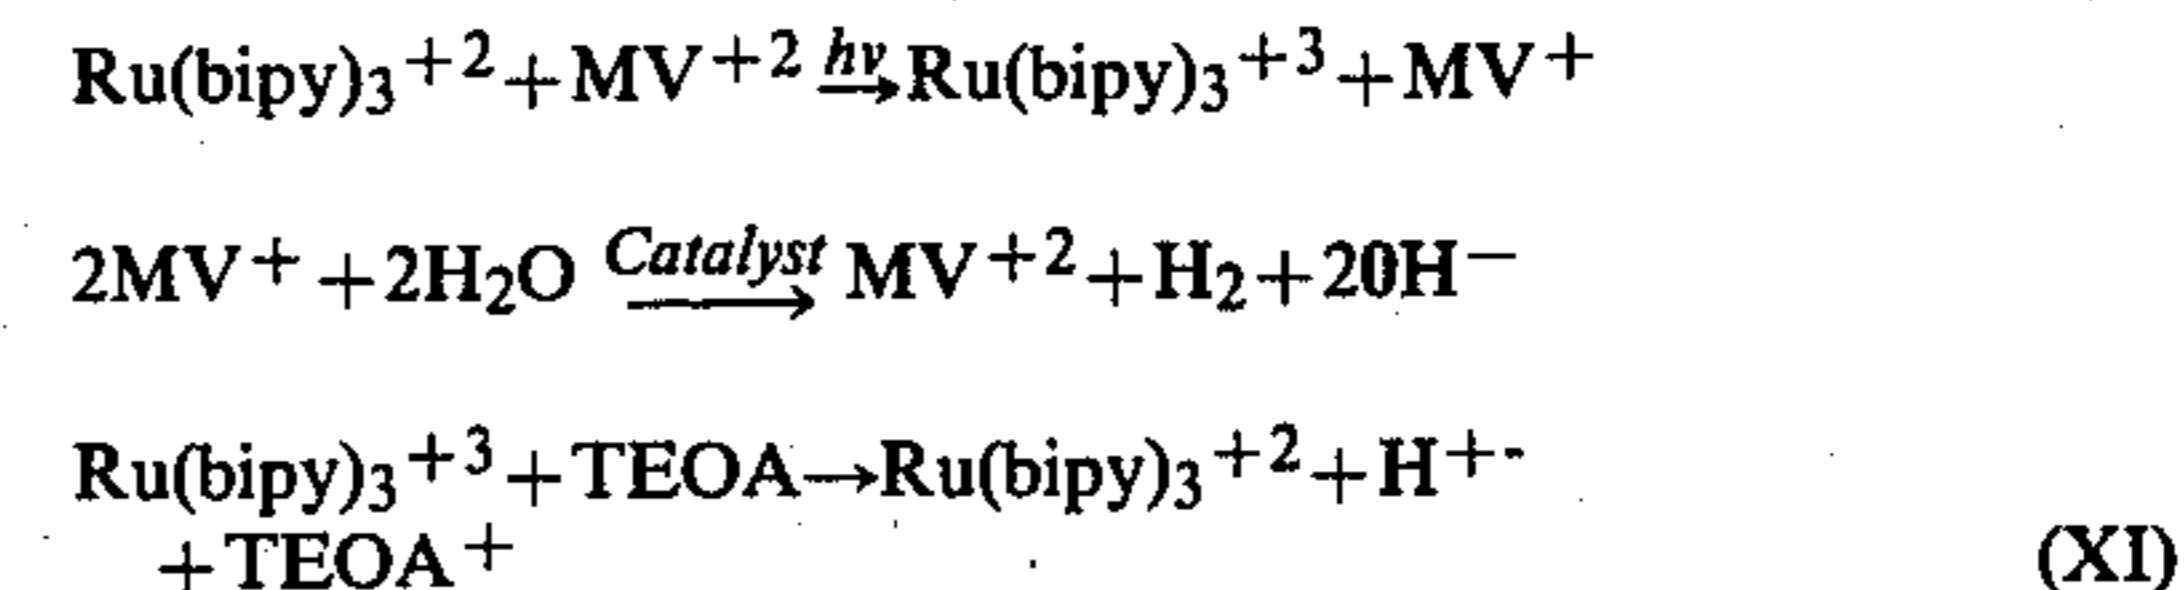 Ru(bipy)₃⁺² + MV⁺² hν→ Ru(bipy)₃⁺³ + MV⁺
2MV⁺ + 2H₂O Catalyst→ MV⁺² + H₂ + 20H⁻
Ru(bipy)₃⁺³ + TEOA→Ru(bipy)₃⁺² + H⁺-
+TEOA⁺ (XI)